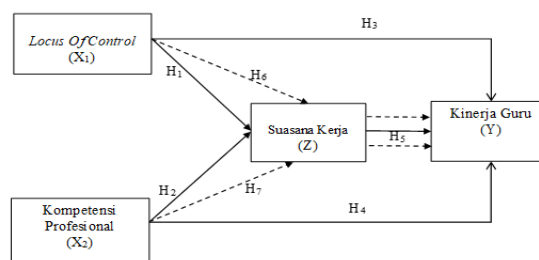 Locus Of Control
(X₁)
H₃
H₁
H₆
Suasana Kerja
(Z)
H₅
Kinerja Guru
(Y)
H₂
H₇
Kompetensi
Profesional
(X₂)
H₄